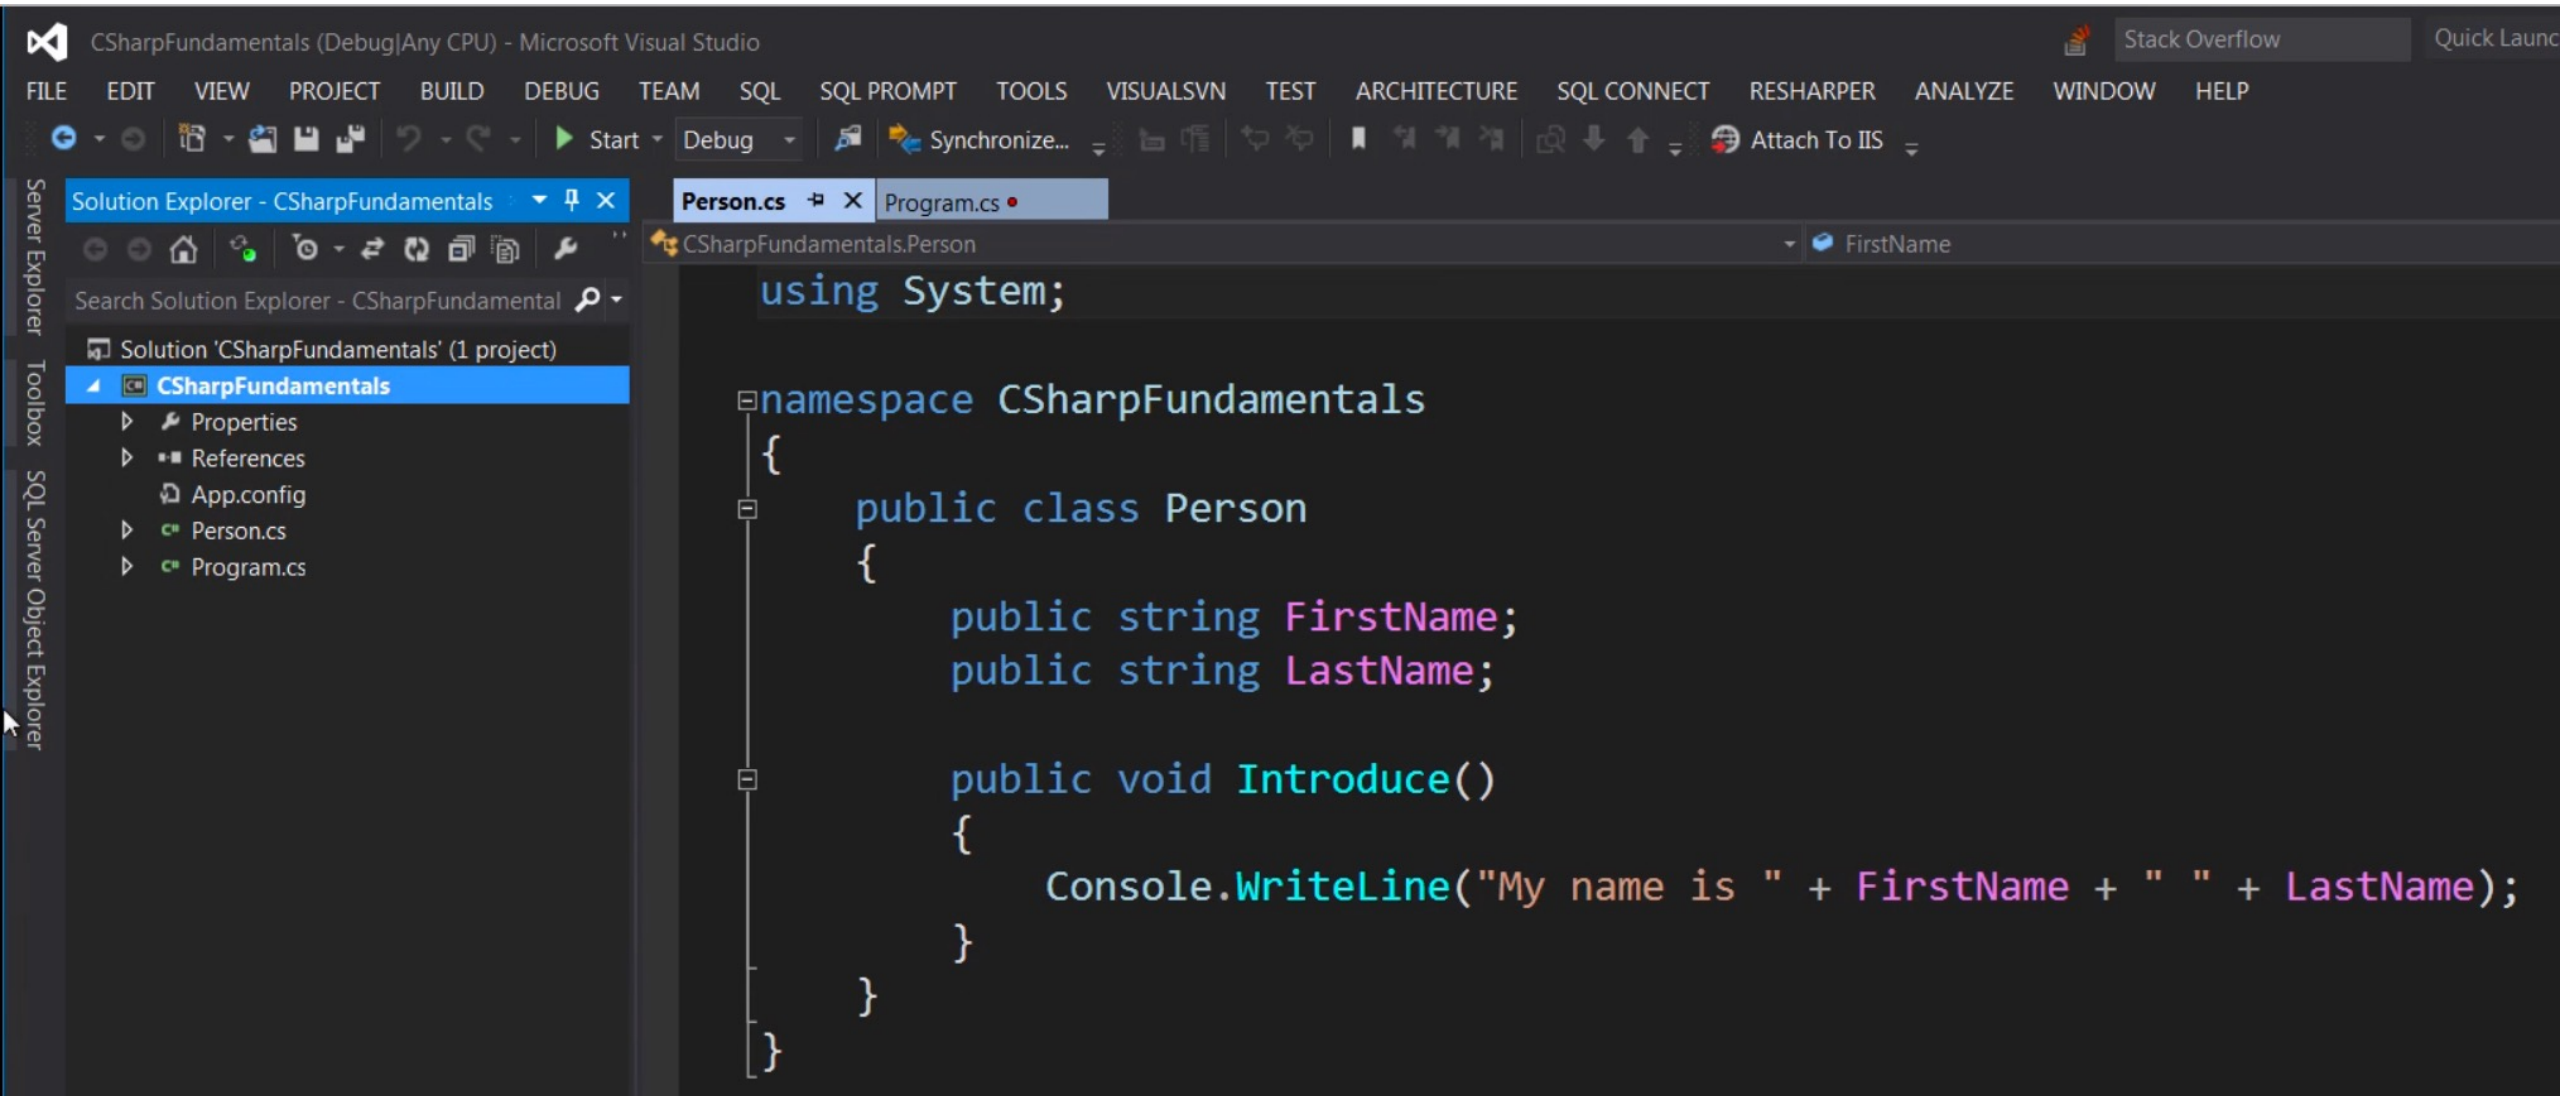 CSharpFundamentals (Debug|Any CPU) - Microsoft Visual Studio
Stack Overflow
Quick Launc
FILE EDIT VIEW PROJECT BUILD DEBUG TEAM SQL SQL PROMPT TOOLS VISUALSVN TEST ARCHITECTURE SQL CONNECT RESHARPER ANALYZE WINDOW HELP
Start Debug Synchronize... Attach To IIS
Server Explorer
Toolbox
SQL Server Object Explorer
Solution Explorer - CSharpFundamentals
Search Solution Explorer - CSharpFundamental
Solution 'CSharpFundamentals' (1 project)
CSharpFundamentals
Properties
References
App.config
Person.cs
Program.cs
Person.cs Program.cs
CSharpFundamentals.Person FirstName
using System;
namespace CSharpFundamentals
{
public class Person
{
public string FirstName;
public string LastName;
public void Introduce()
{
Console.WriteLine("My name is " + FirstName + " " + LastName);
}
}
}